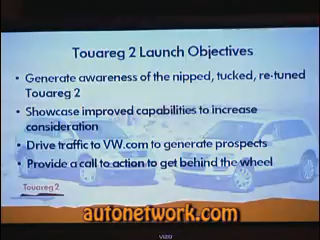 Touareg 2 Launch Objectives
• Generate awareness of the nipped, tucked, re-tuned
Touareg 2
• Showcase improved capabilities to increase
consideration
• Drive traffic to VW.com to generate prospects
• Provide a call to action to get behind the wheel
Touareg 2
autonetwork.com
VIZIO